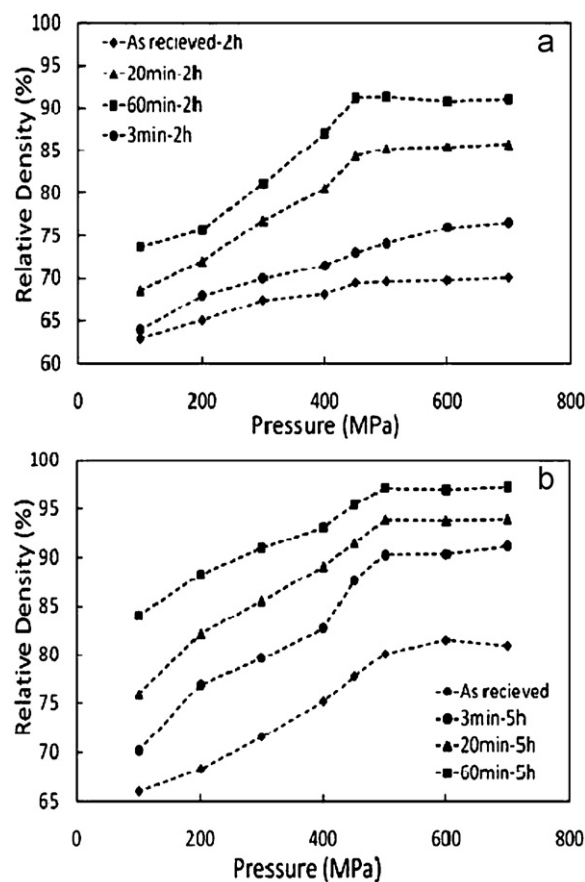 100
95
90
85
80
75
70
65
60
Relative Density (%)
As recieved-2h
20min-2h
60min-2h
3min-2h
a
0
200
400
600
800
Pressure (MPa)
100
95
90
85
80
75
70
65
Relative Density (%)
b
As recieved
3min-5h
20min-5h
60min-5h
0
200
400
600
800
Pressure (MPa)